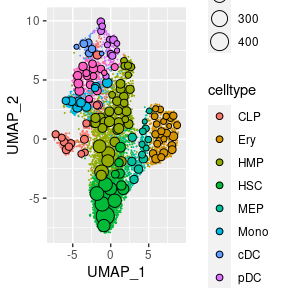 300
400
celltype
CLP
Ery
HMP
HSC
MEP
Mono
cDC
pDC
UMAP_2
10
5
0
-5
-5 0 5
UMAP_1